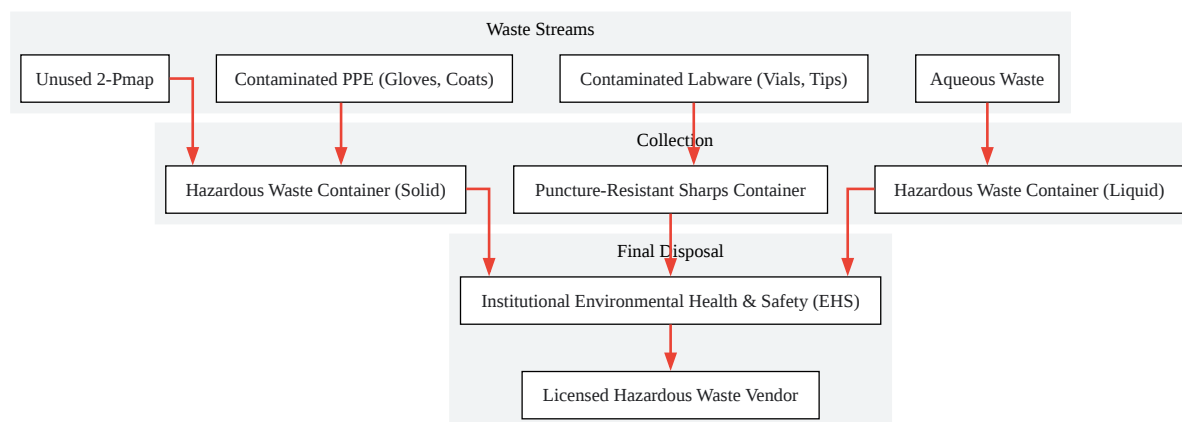 Waste Streams
Unused 2-Pmap
Contaminated PPE (Gloves, Coats)
Contaminated Labware (Vials, Tips)
Aqueous Waste
Collection
Hazardous Waste Container (Solid)
Puncture-Resistant Sharps Container
Hazardous Waste Container (Liquid)
Final Disposal
Institutional Environmental Health & Safety (EHS)
Licensed Hazardous Waste Vendor